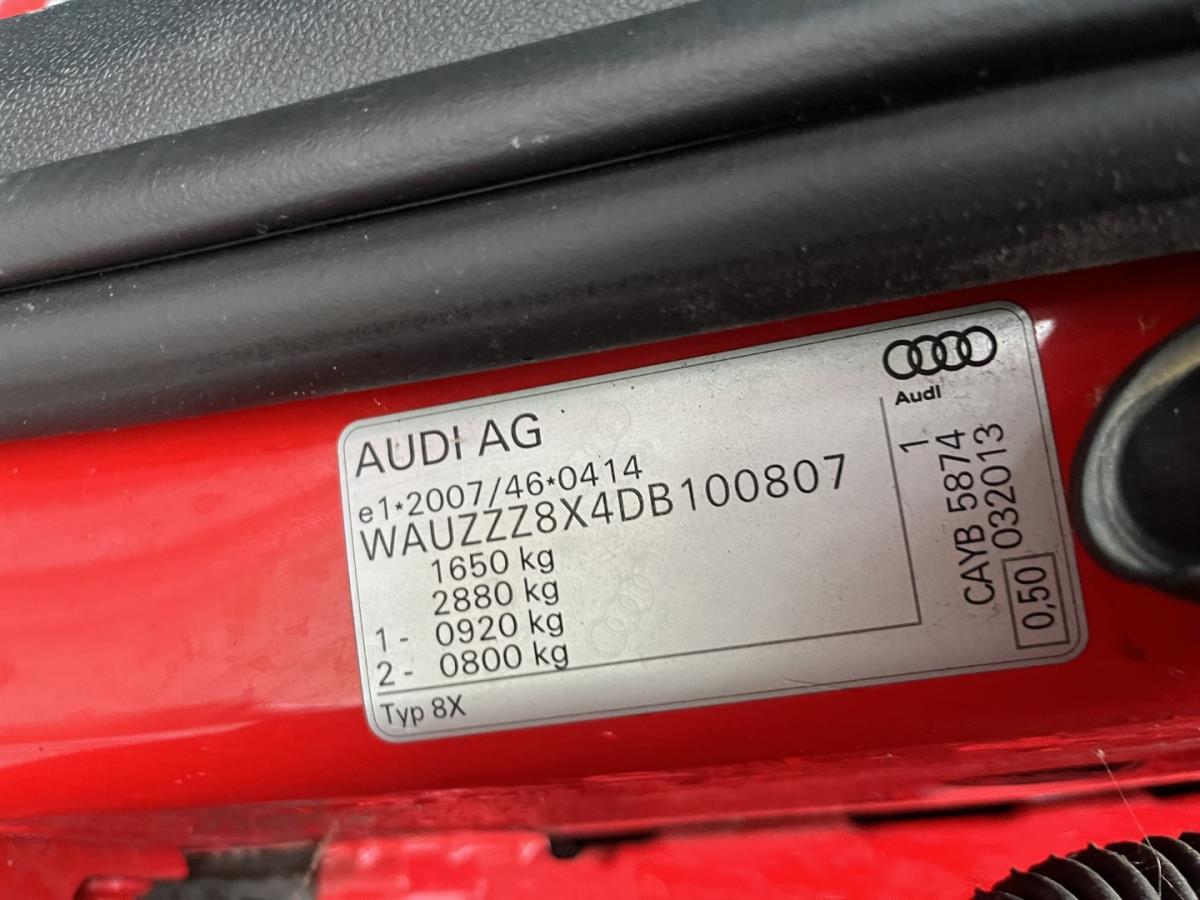 AUDI AG
e1*2007/46*0414
WAUZZZ8X4DB100807
1650 kg
2880 kg
1 - 0920 kg
2 - 0800 kg
Typ 8X
Audi
1
CAYB 5874
032013
0,50